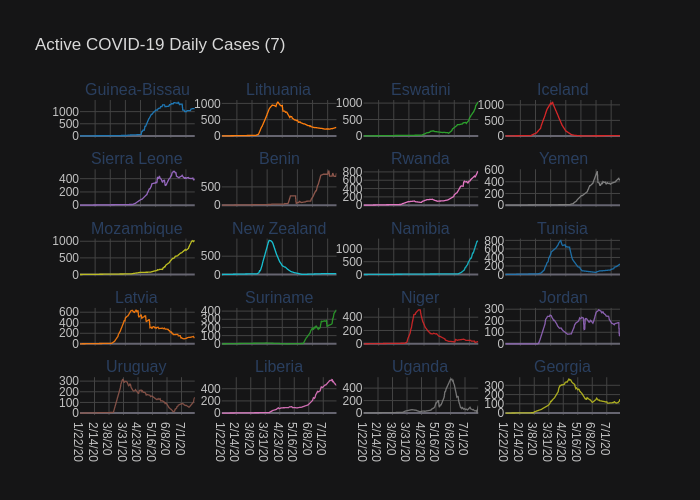 Active COVID-19 Daily Cases (7)
Guinea-Bissau Lithuania Eswatini Iceland
1000 500 0 1000 500 0 1000 500 0 1000 500 0
Sierra Leone Benin Rwanda Yemen
400 200 0 500 0 800 600 400 200 0 600 400 200 0
Mozambique New Zealand Namibia Tunisia
1000 500 0 500 0 1000 500 0 800 600 400 200 0
Latvia Suriname Niger Jordan
600 400 200 0 400 300 200 100 0 400 200 0 300 200 100 0
Uruguay Liberia Uganda Georgia
300 200 100 0 400 200 0 400 200 0 300 200 100 0
1/22/20 2/14/20 3/8/20 3/31/20 4/23/20 5/16/20 6/8/20 7/1/20 1/22/20 2/14/20 3/8/20 3/31/20 4/23/20 5/16/20 6/8/20 7/1/20 1/22/20 2/14/20 3/8/20 3/31/20 4/23/20 5/16/20 6/8/20 7/1/20 1/22/20 2/14/20 3/8/20 3/31/20 4/23/20 5/16/20 6/8/20 7/1/20